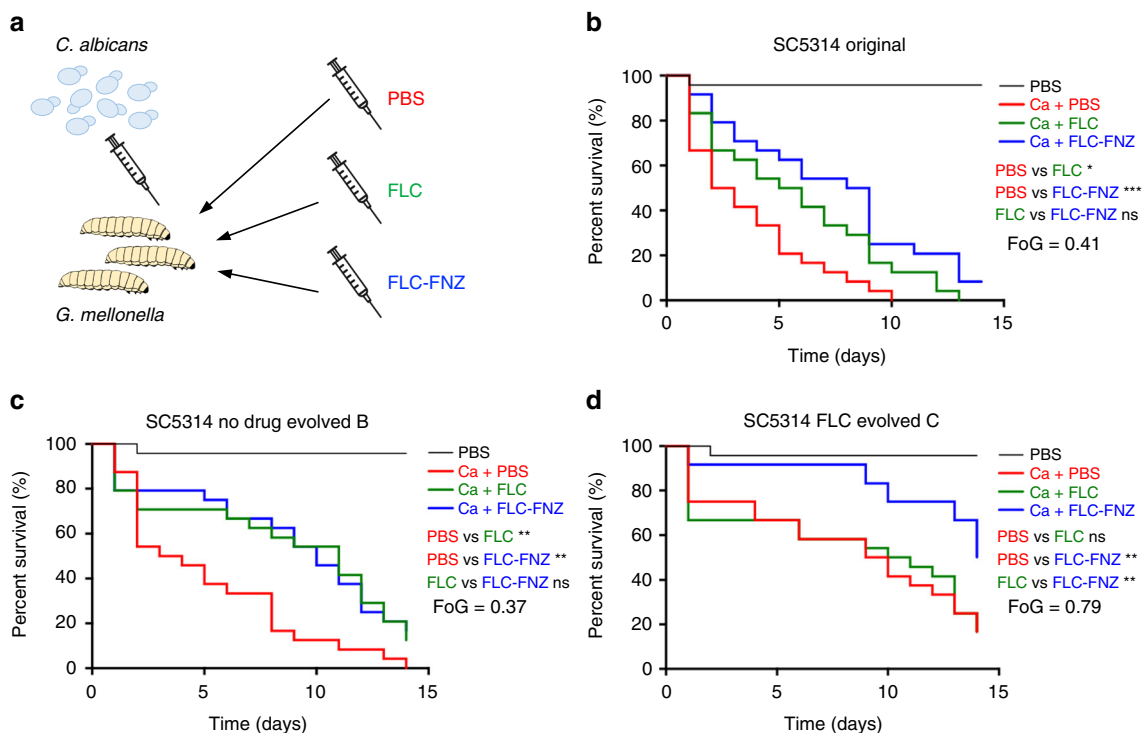 a
C. albicans
PBS
FLC
FLC-FNZ
G. mellonella
b
SC5314 original
Percent survival (%)
100
80
60
40
20
0
0 5 10 15
Time (days)
PBS
Ca + PBS
Ca + FLC
Ca + FLC-FNZ
PBS vs FLC *
PBS vs FLC-FNZ ***
FLC vs FLC-FNZ ns
FoG = 0.41
c
SC5314 no drug evolved B
Percent survival (%)
100
80
60
40
20
0
0 5 10 15
Time (days)
PBS
Ca + PBS
Ca + FLC
Ca + FLC-FNZ
PBS vs FLC **
PBS vs FLC-FNZ **
FLC vs FLC-FNZ ns
FoG = 0.37
d
SC5314 FLC evolved C
Percent survival (%)
100
80
60
40
20
0
0 5 10 15
Time (days)
PBS
Ca + PBS
Ca + FLC
Ca + FLC-FNZ
PBS vs FLC ns
PBS vs FLC-FNZ **
FLC vs FLC-FNZ **
FoG = 0.79